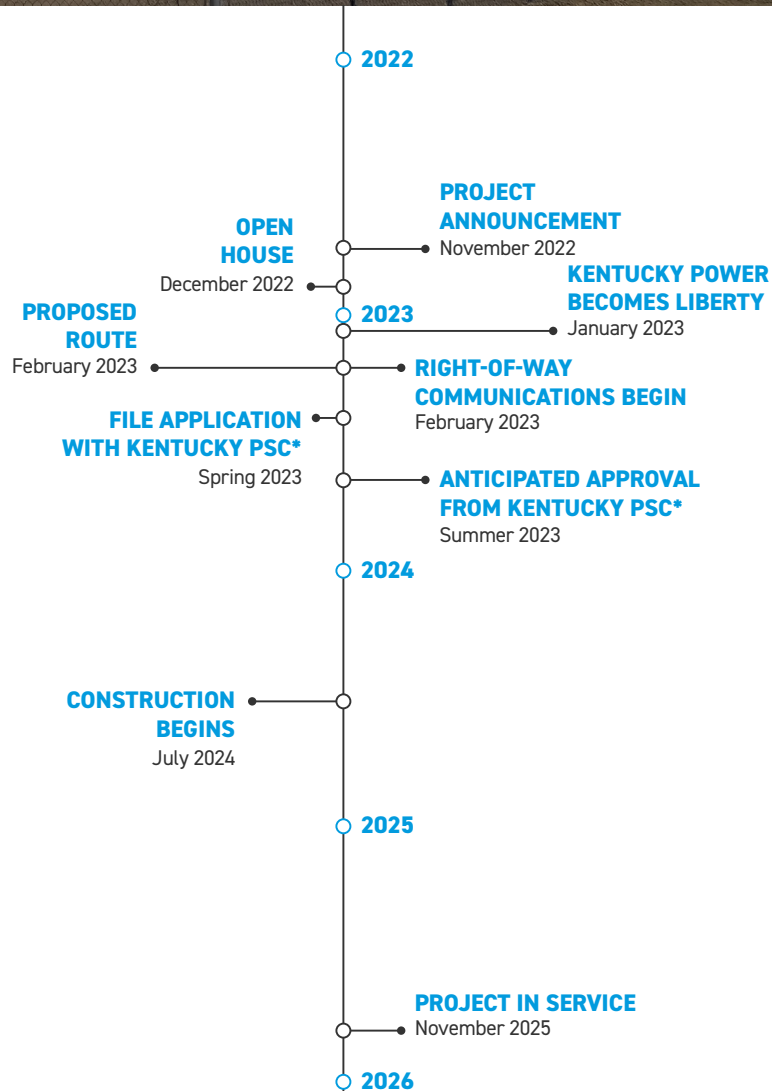 2022
PROJECT
ANNOUNCEMENT
November 2022
OPEN
HOUSE
December 2022
KENTUCKY POWER
BECOMES LIBERTY
January 2023
2023
PROPOSED
ROUTE
February 2023
RIGHT-OF-WAY
COMMUNICATIONS BEGIN
February 2023
FILE APPLICATION
WITH KENTUCKY PSC*
Spring 2023
ANTICIPATED APPROVAL
FROM KENTUCKY PSC*
Summer 2023
2024
CONSTRUCTION
BEGINS
July 2024
2025
PROJECT IN SERVICE
November 2025
2026